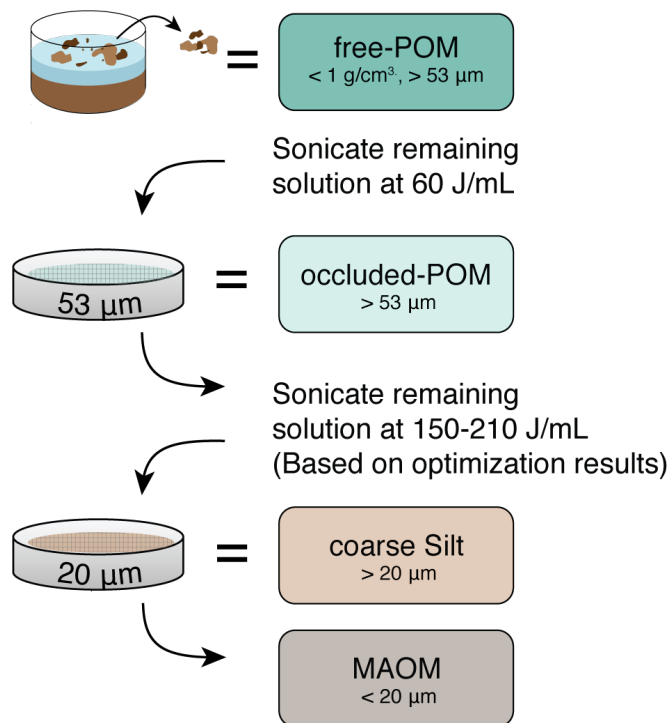 =
free-POM
< 1 g/cm³·, > 53 µm
Sonicate remaining
solution at 60 J/mL
53 µm
=
occluded-POM
> 53 µm
Sonicate remaining
solution at 150-210 J/mL
(Based on optimization results)
20 µm
=
coarse Silt
> 20 µm
MAOM
< 20 µm